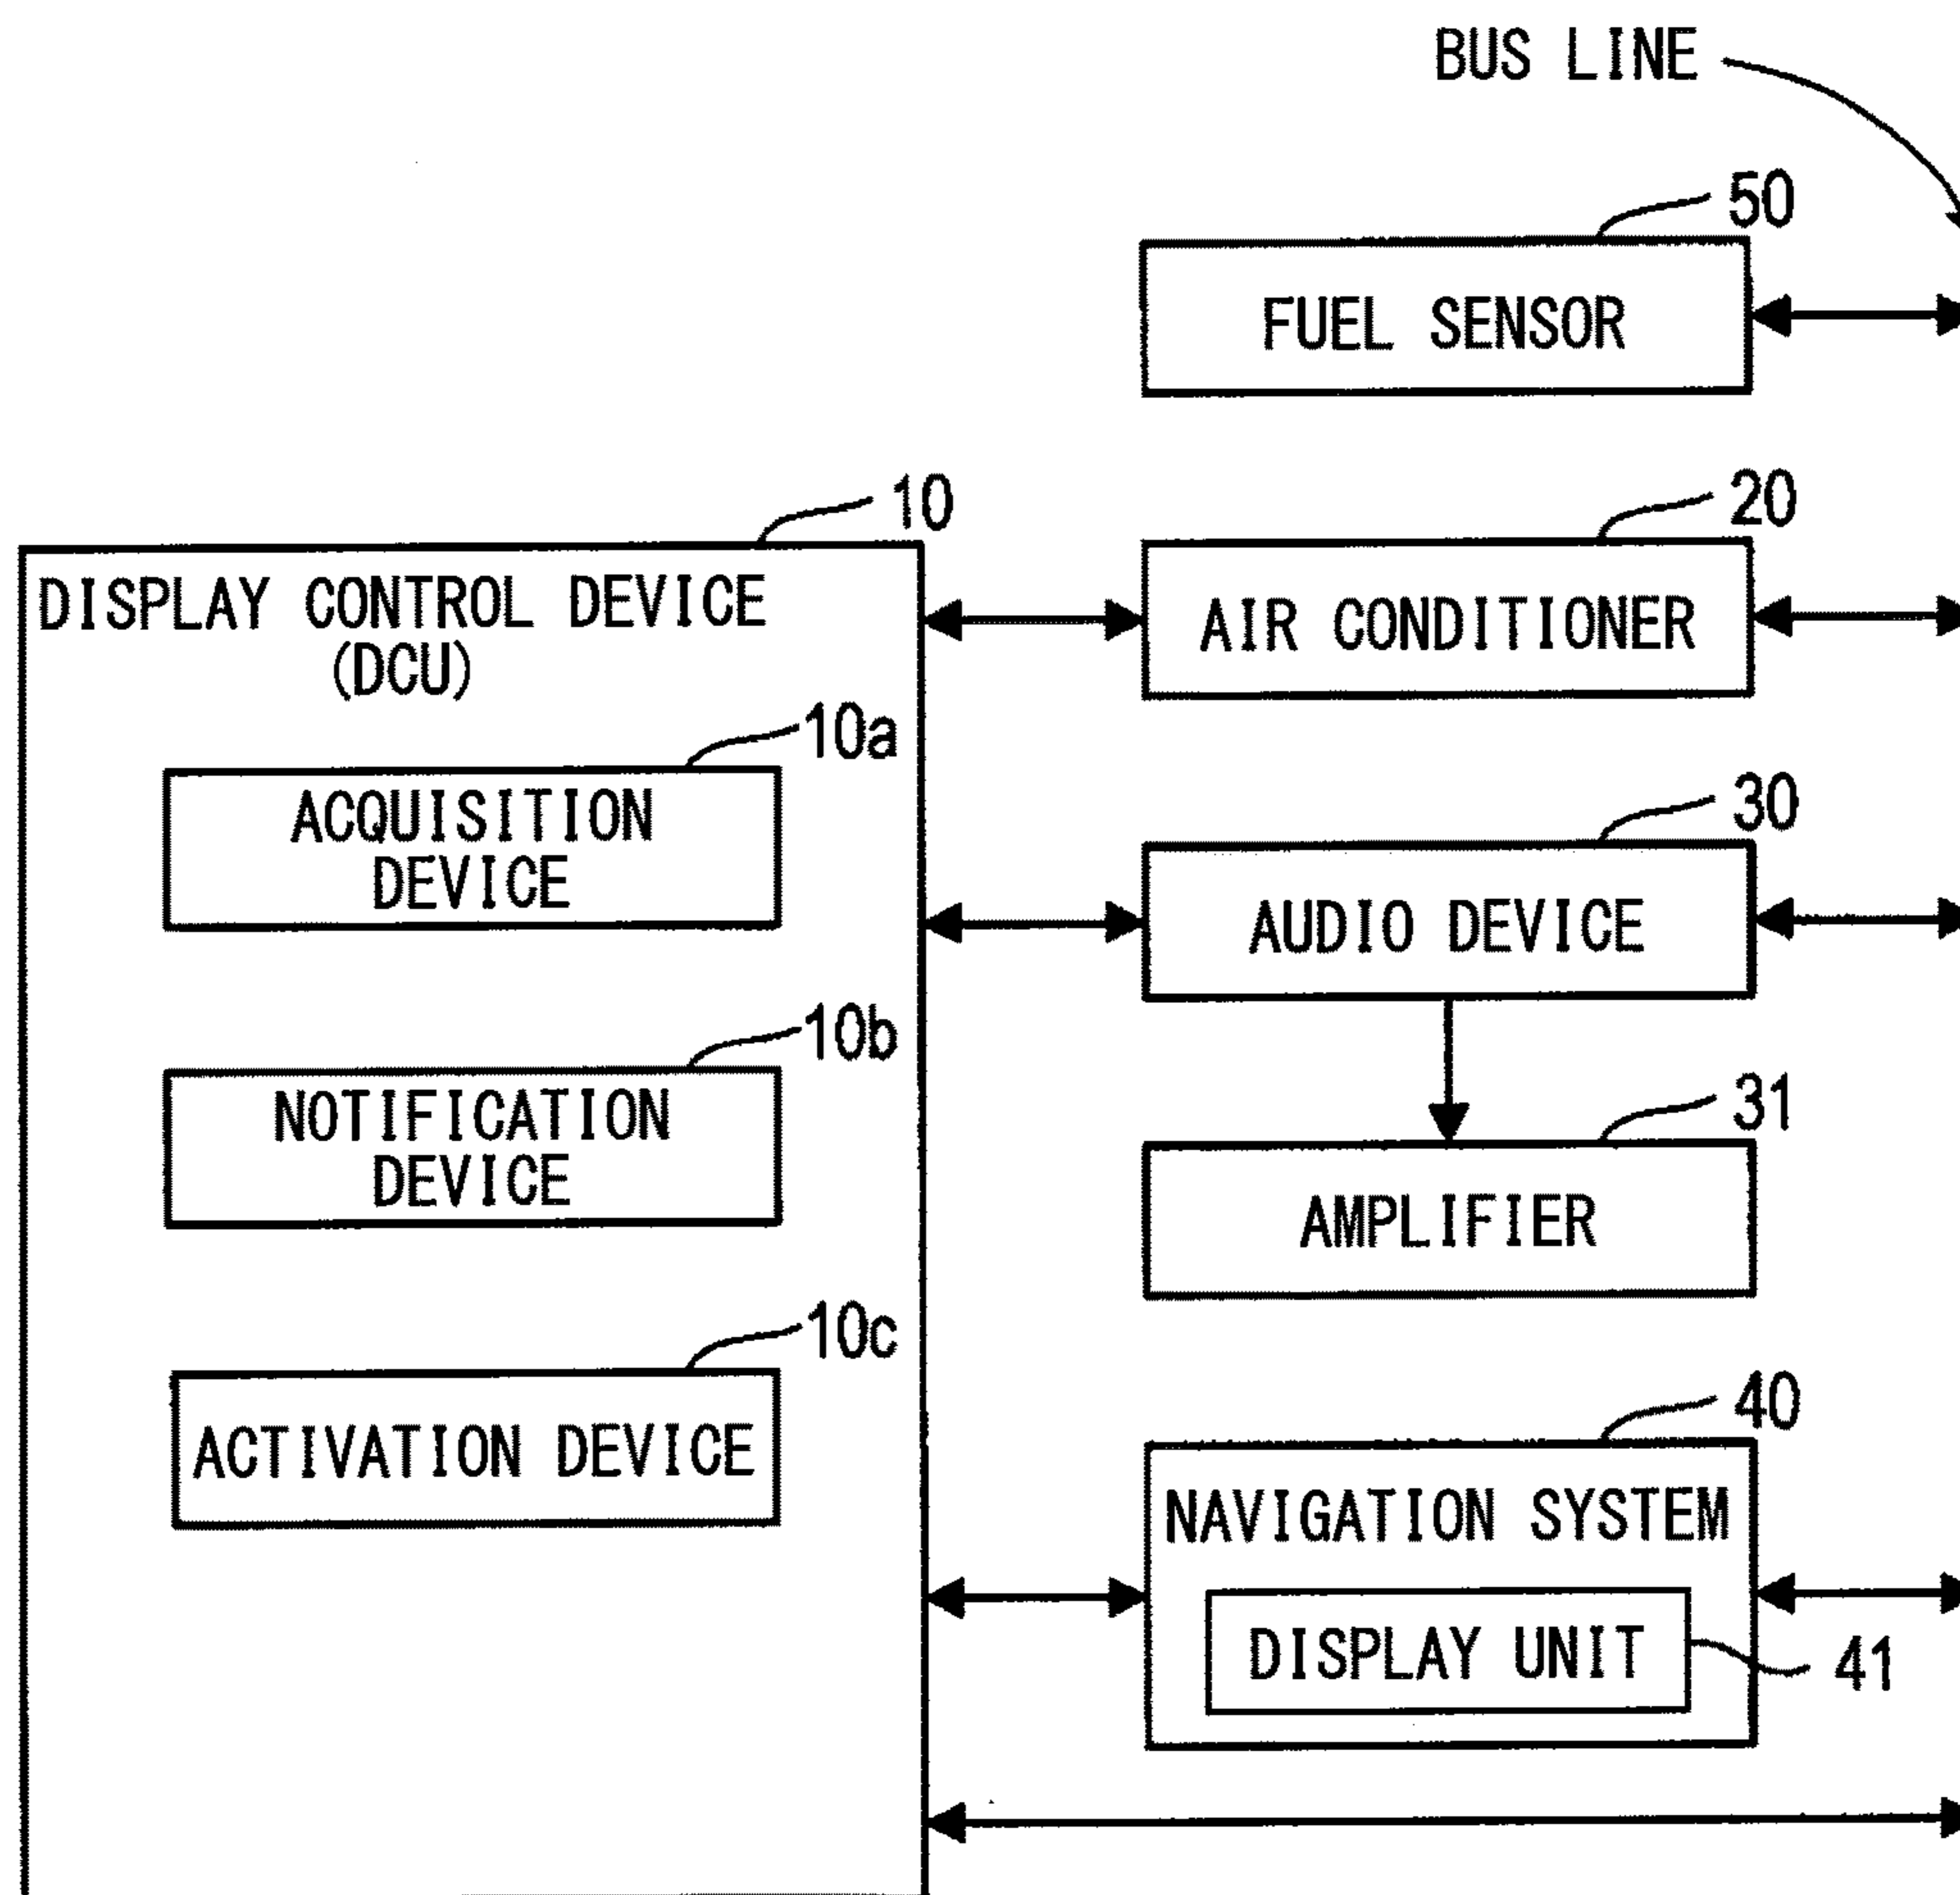 BUS LINE
50
FUEL SENSOR
10
DISPLAY CONTROL DEVICE
(DCU)
10a
ACQUISITION
DEVICE
10b
NOTIFICATION
DEVICE
10c
ACTIVATION DEVICE
20
AIR CONDITIONER
30
AUDIO DEVICE
31
AMPLIFIER
40
NAVIGATION SYSTEM
DISPLAY UNIT
41